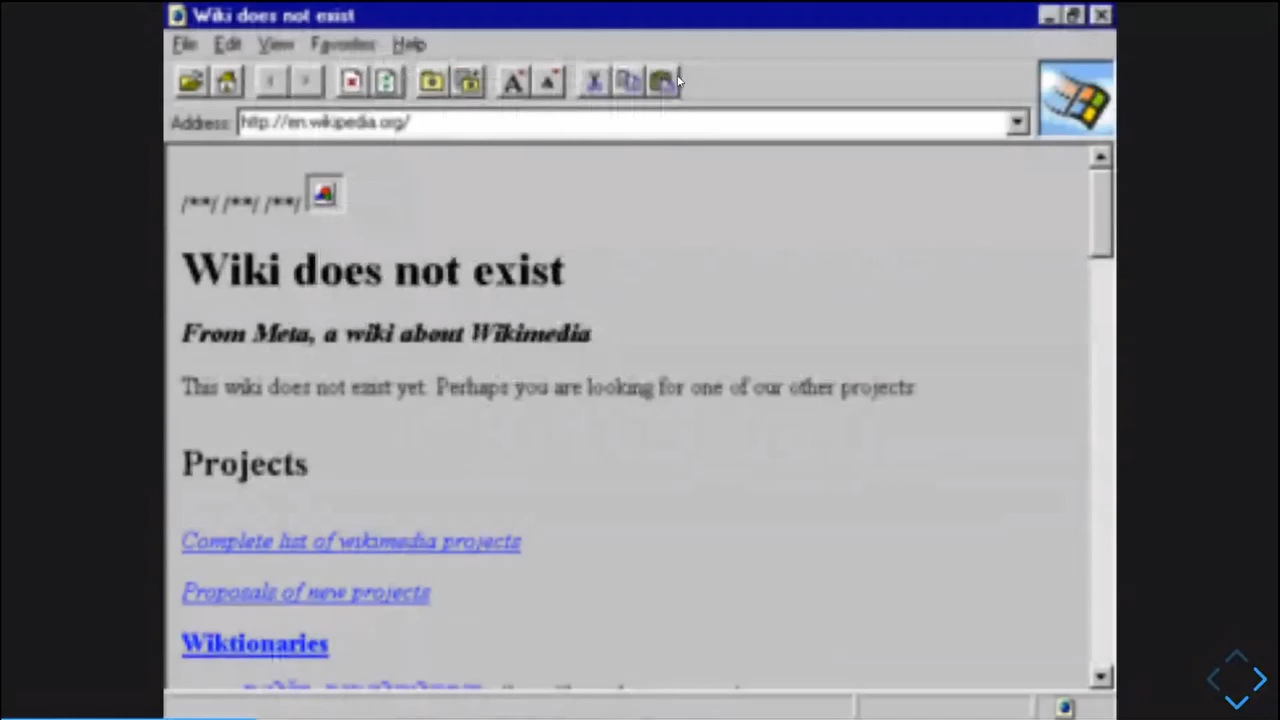 Wiki does not exist
File Edit View Favorites Help
A A
Address: http://en.wikipedia.org/
/**/ /**/ /**/
Wiki does not exist
From Meta, a wiki about Wikimedia
This wiki does not exist yet. Perhaps you are looking for one of our other projects
Projects
Complete list of wikimedia projects
Proposals of new projects
Wiktionaries